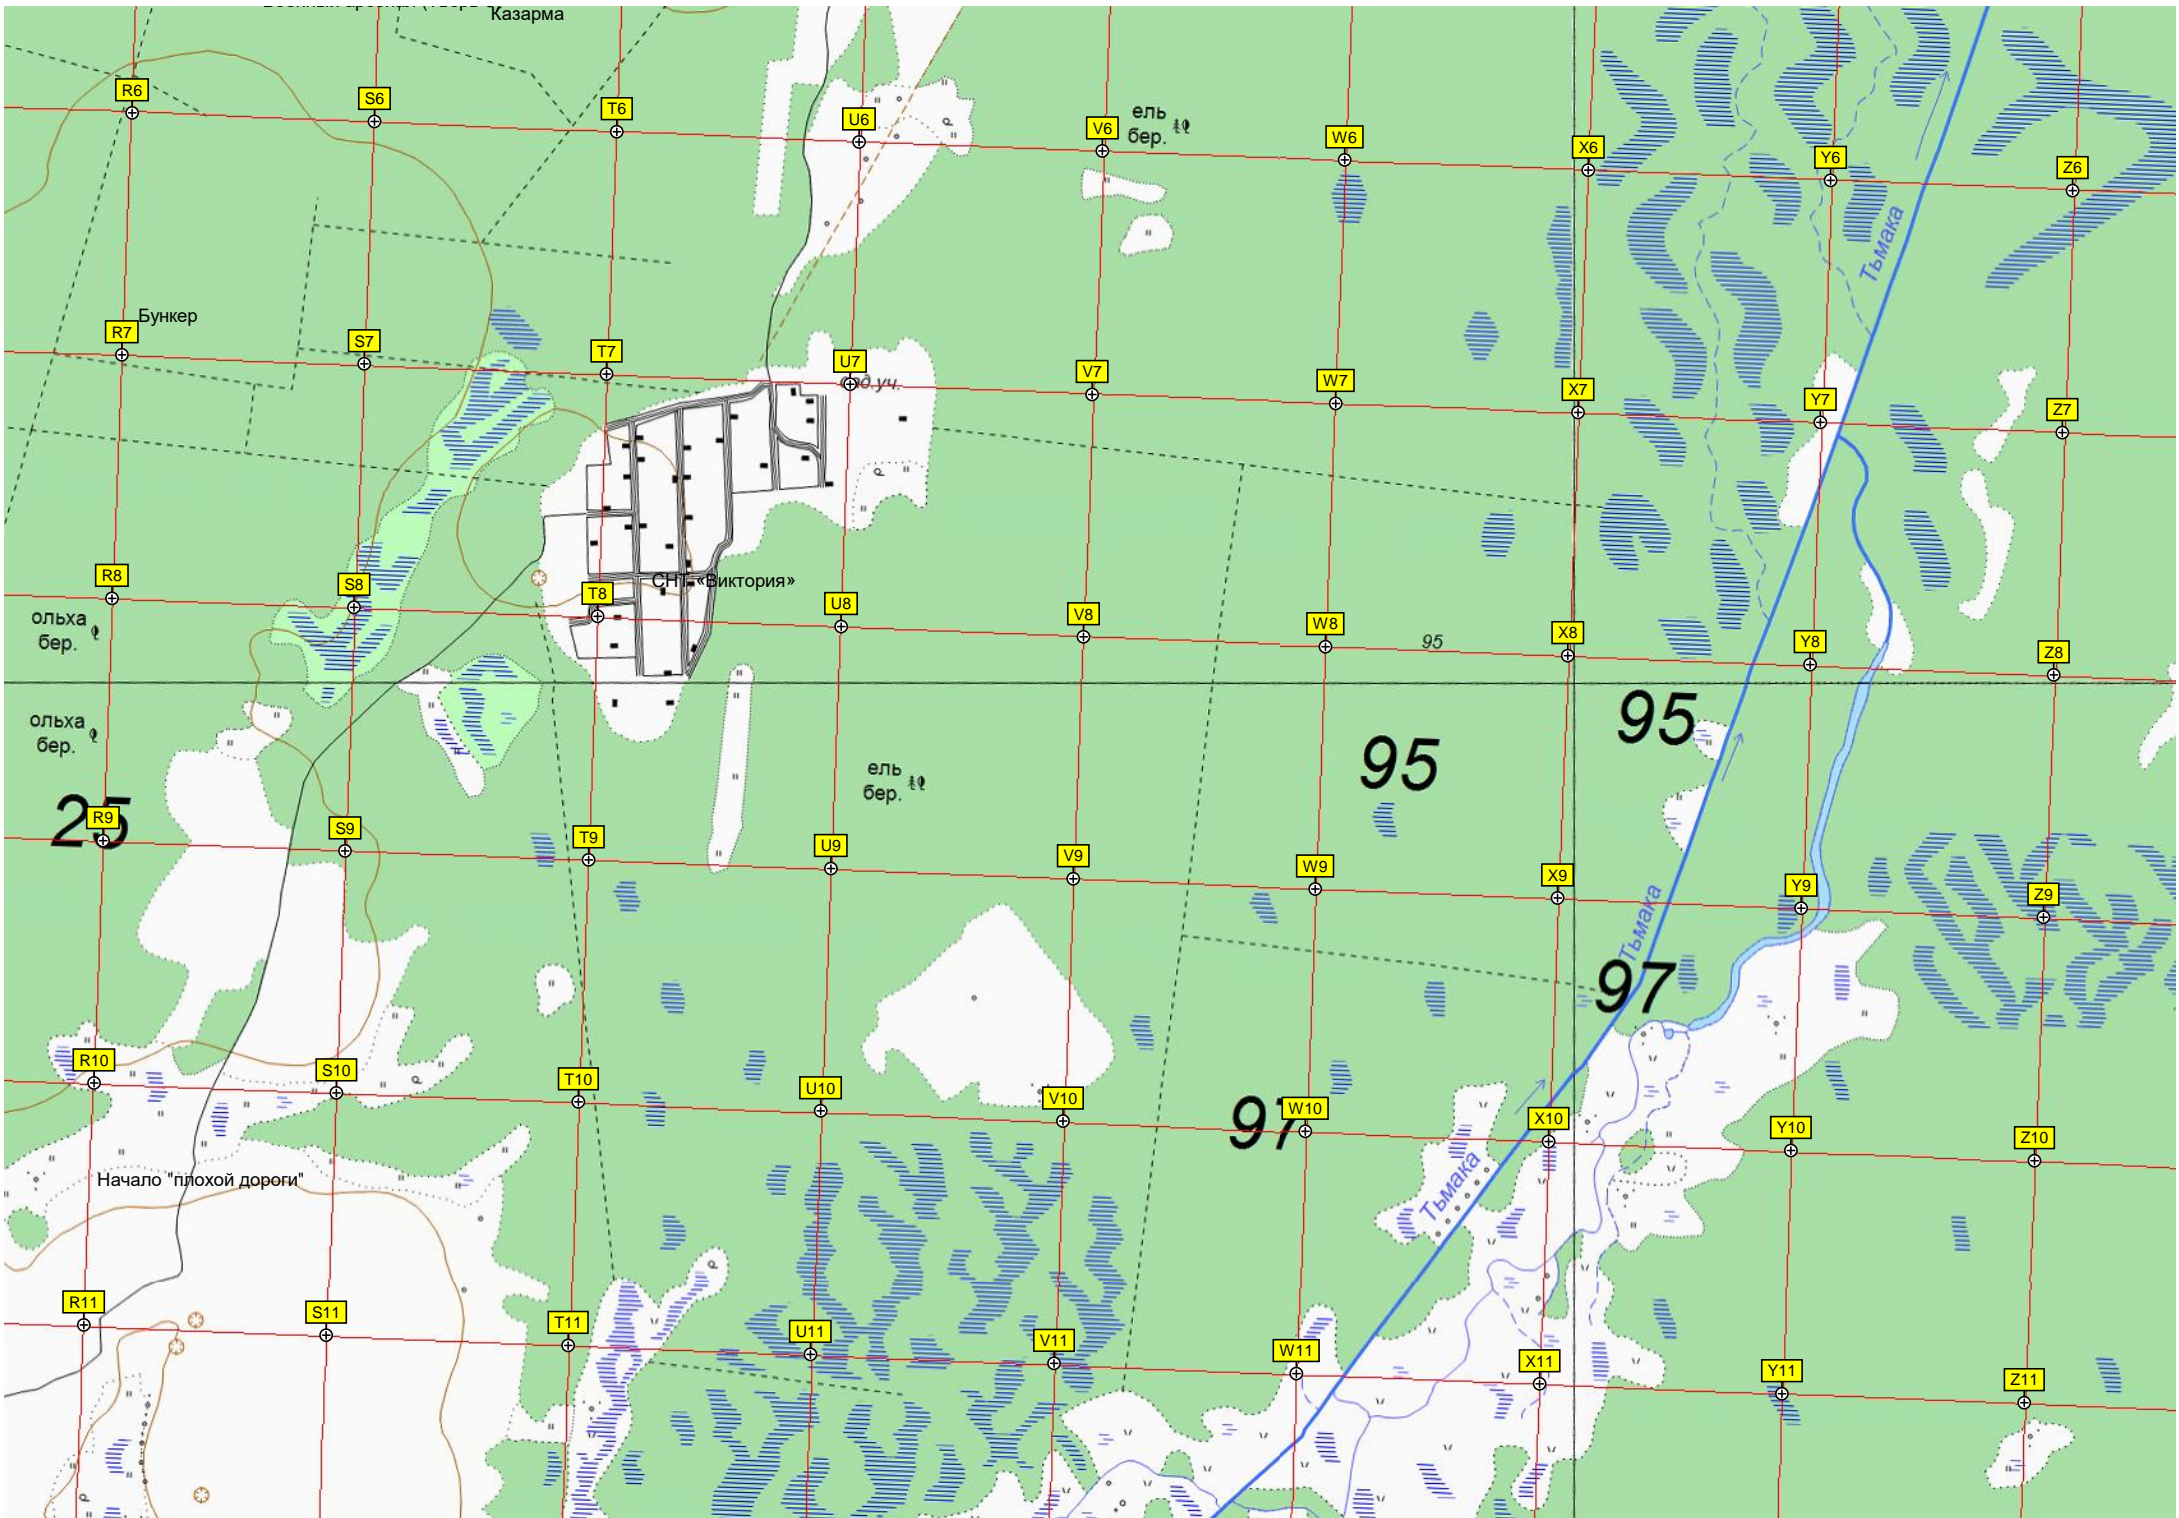 Казарма
R6
S6
T6
U6
ель
бер.
V6
W6
X6
Y6
Z6
Тьмака
Бункер
R7
S7
T7
U7
V7
W7
X7
Y7
Z7
R8
S8
T8
СНТ «Виктория»
U8
V8
W8
95
X8
Y8
Z8
ольха
бер.
ольха
бер.
95
95
ель
бер.
25
R9
S9
T9
U9
V9
W9
X9
Y9
Z9
Тьмака
97
R10
S10
T10
U10
V10
97
W10
X10
Y10
Z10
Тьмака
Начало "плохой дороги"
R11
S11
T11
U11
V11
W11
X11
Y11
Z11